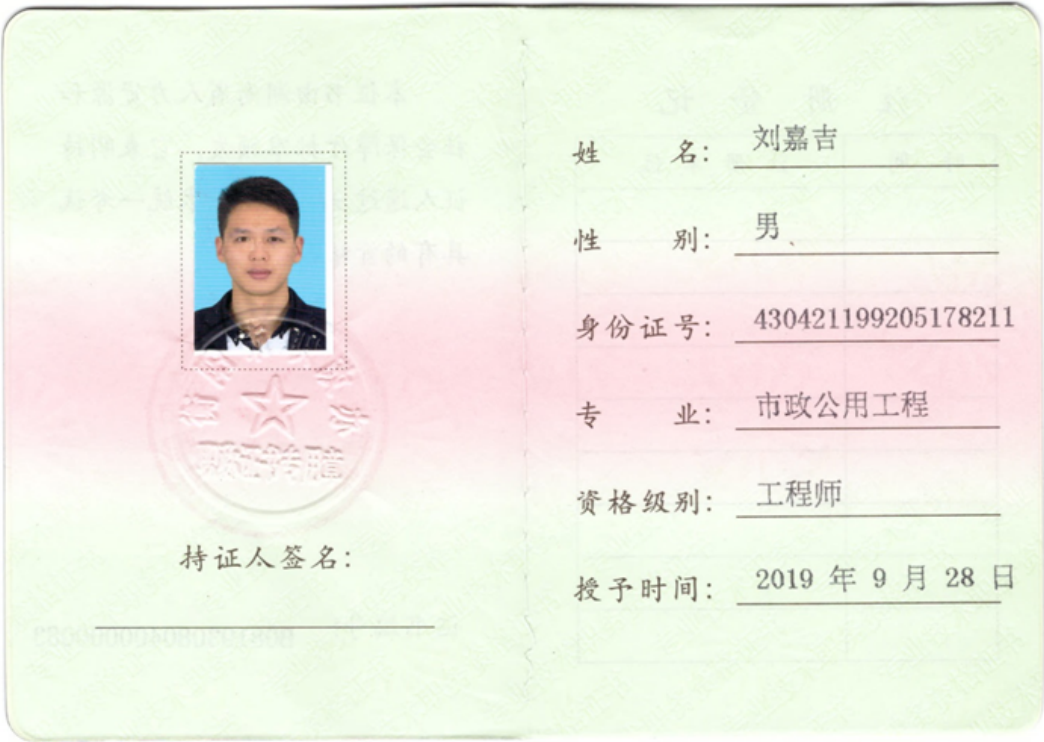 姓 名：刘嘉吉
性 别：男
身份证号：430421199205178211
专 业：市政公用工程
资格级别：工程师
授予时间：2019 年 9 月 28 日
持证人签名：